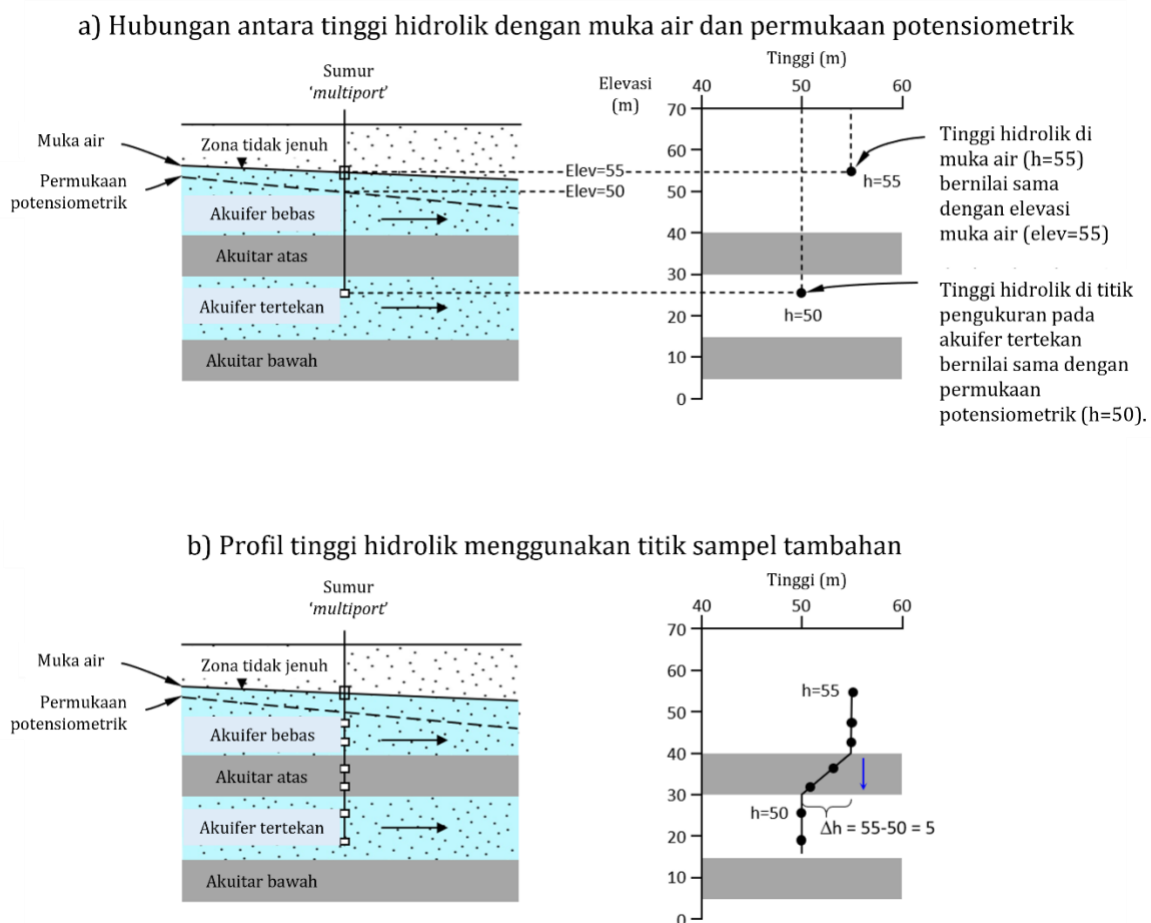 a) Hubungan antara tinggi hidrolik dengan muka air dan permukaan potensiometrik
Sumur
'multiport'
Muka air
Permukaan
potensiometrik
Zona tidak jenuh
Akuifer bebas
Akuitar atas
Akuifer tertekan
Akuitar bawah
Elev=55
Elev=50
Elevasi
(m)
Tinggi (m)
40 50 60
70
60
50
40
30
20
10
0
h=55
h=50
Tinggi hidrolik di
muka air (h=55)
bernilai sama
dengan elevasi
muka air (elev=55)
Tinggi hidrolik di titik
pengukuran pada
akuifer tertekan
bernilai sama dengan
permukaan
potensiometrik (h=50).
b) Profil tinggi hidrolik menggunakan titik sampel tambahan
Sumur
'multiport'
Muka air
Permukaan
potensiometrik
Zona tidak jenuh
Akuifer bebas
Akuitar atas
Akuifer tertekan
Akuitar bawah
Tinggi (m)
40 50 60
70
60
50
40
30
20
10
0
h=55
h=50
Δh = 55-50 = 5